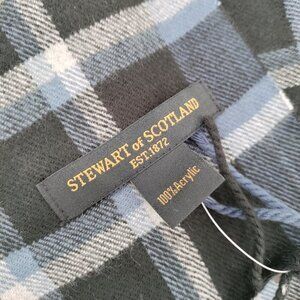 STEWART of SCOTLAND
EST.1872
100% Acrylic